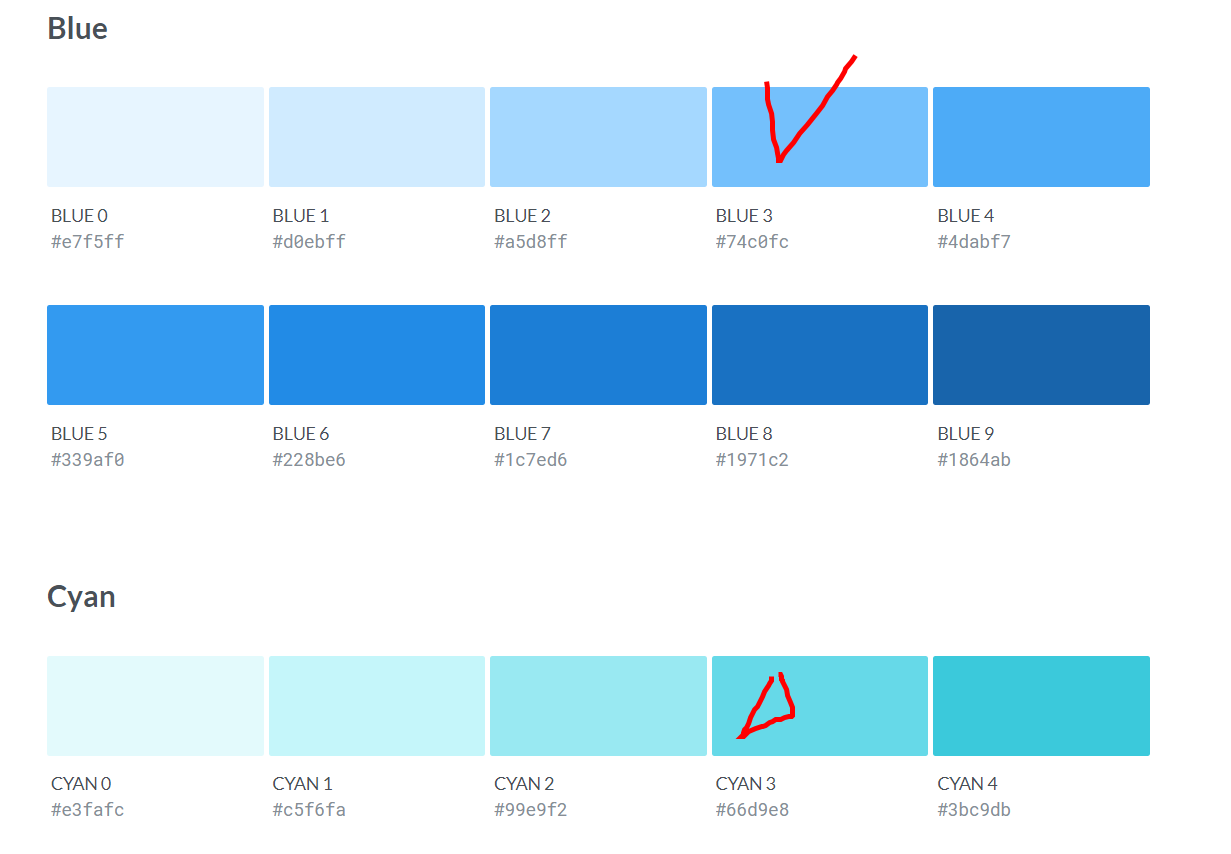 Blue
BLUE 0 BLUE 1 BLUE 2 BLUE 3 BLUE 4
#e7f5ff #d0ebff #a5d8ff #74c0fc #4dabf7
BLUE 5 BLUE 6 BLUE 7 BLUE 8 BLUE 9
#339af0 #228be6 #1c7ed6 #1971c2 #1864ab
Cyan
CYAN 0 CYAN 1 CYAN 2 CYAN 3 CYAN 4
#e3fafc #c5f6fa #99e9f2 #66d9e8 #3bc9db